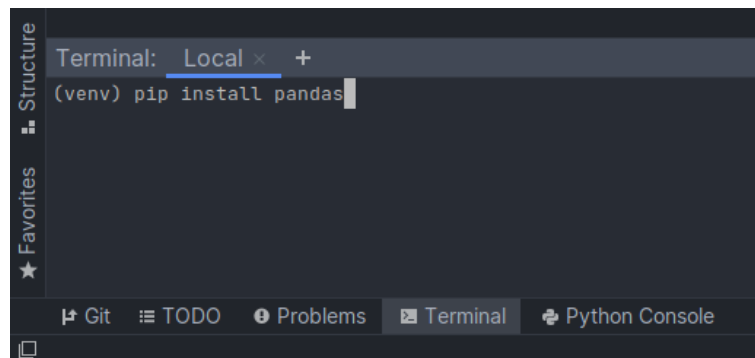 Structure
Favorites
Terminal: Local × +
(venv) pip install pandas
Git TODO Problems Terminal Python Console